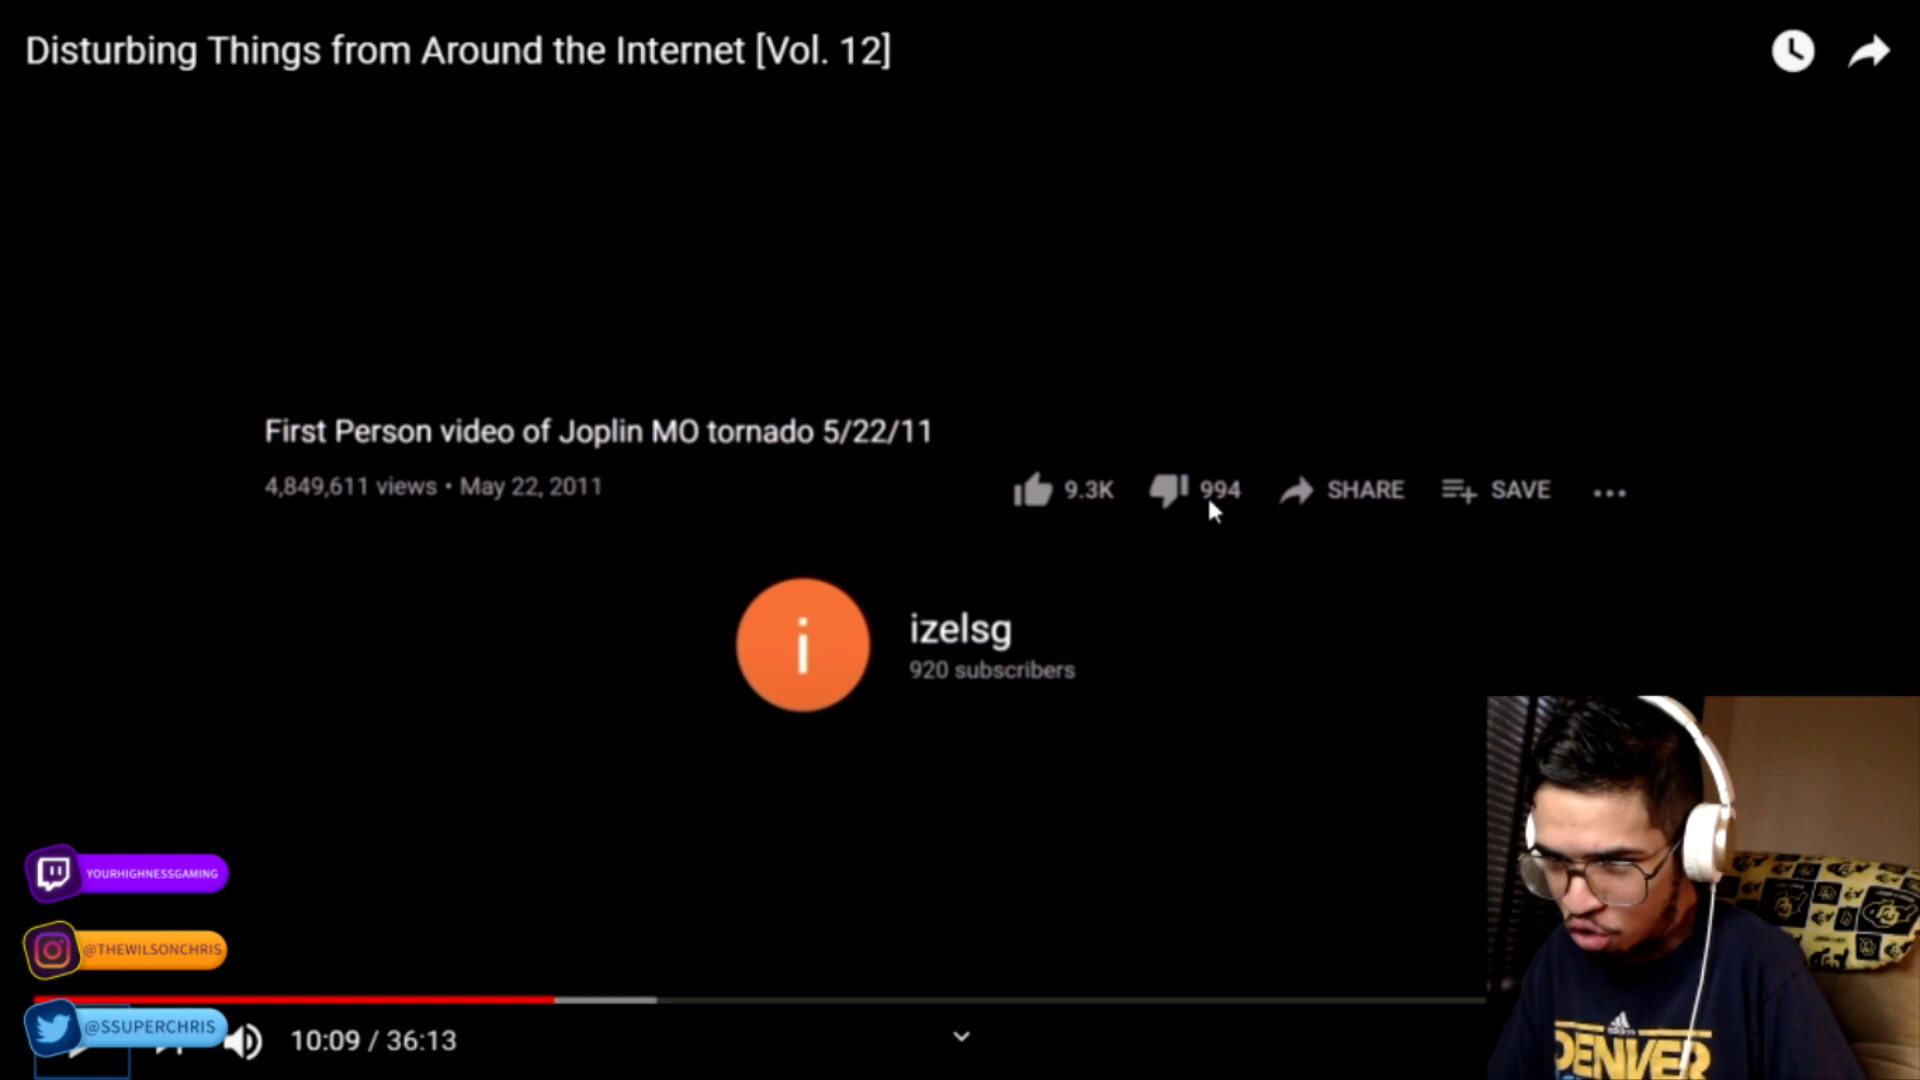 Disturbing Things from Around the Internet [Vol. 12]
First Person video of Joplin MO tornado 5/22/11
4,849,611 views • May 22, 2011
9.3K 994 SHARE SAVE
i
izelsg
920 subscribers
YOURHIGHNESSGAMING
@THEWILSONCHRIS
@SSUPERCHRIS
10:09 / 36:13
adidas
DENVER